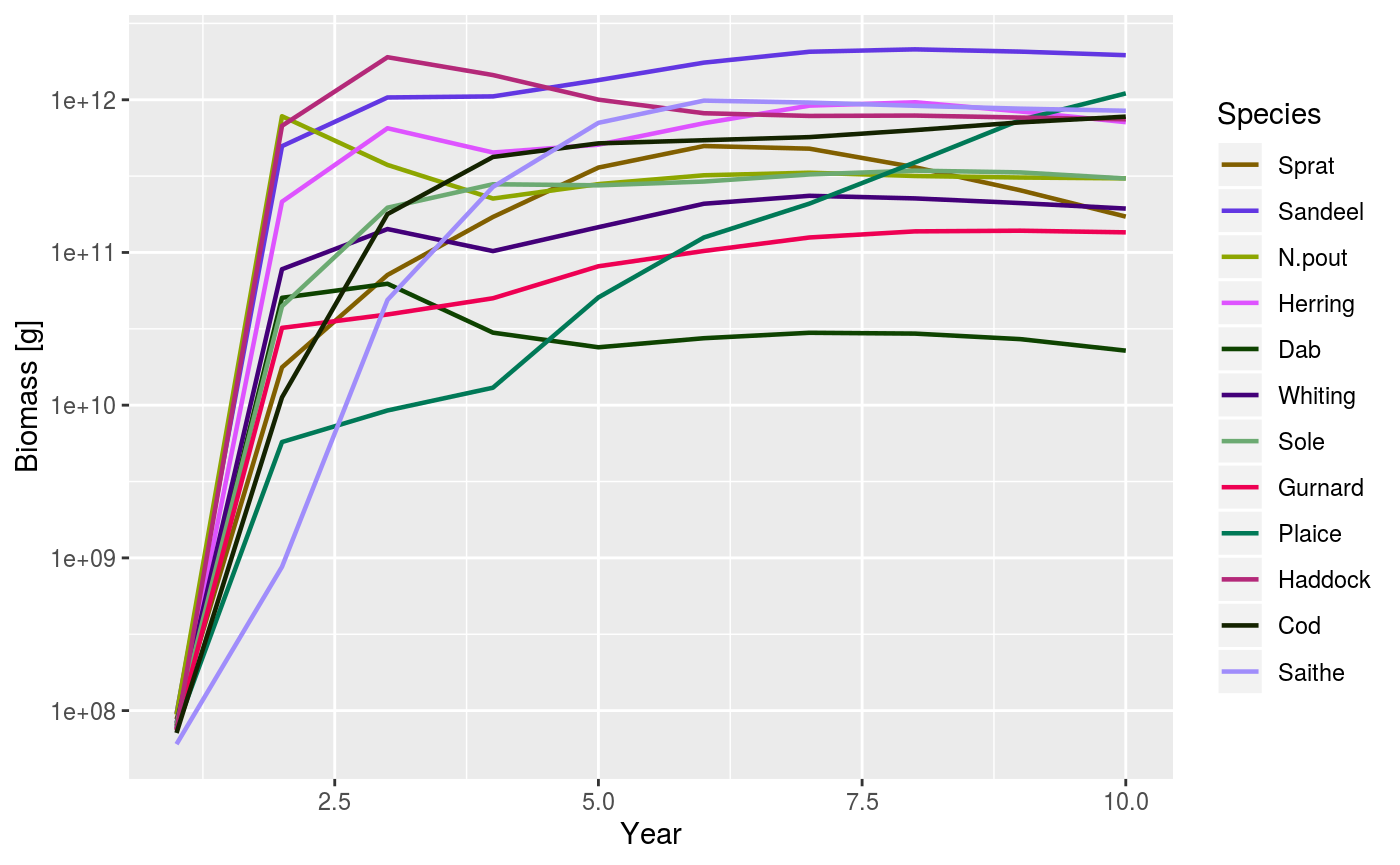 1e+12
1e+11
1e+10
1e+09
1e+08
Biomass [g]
2.5 5.0 7.5 10.0
Year
Species
Sprat
Sandeel
N.pout
Herring
Dab
Whiting
Sole
Gurnard
Plaice
Haddock
Cod
Saithe